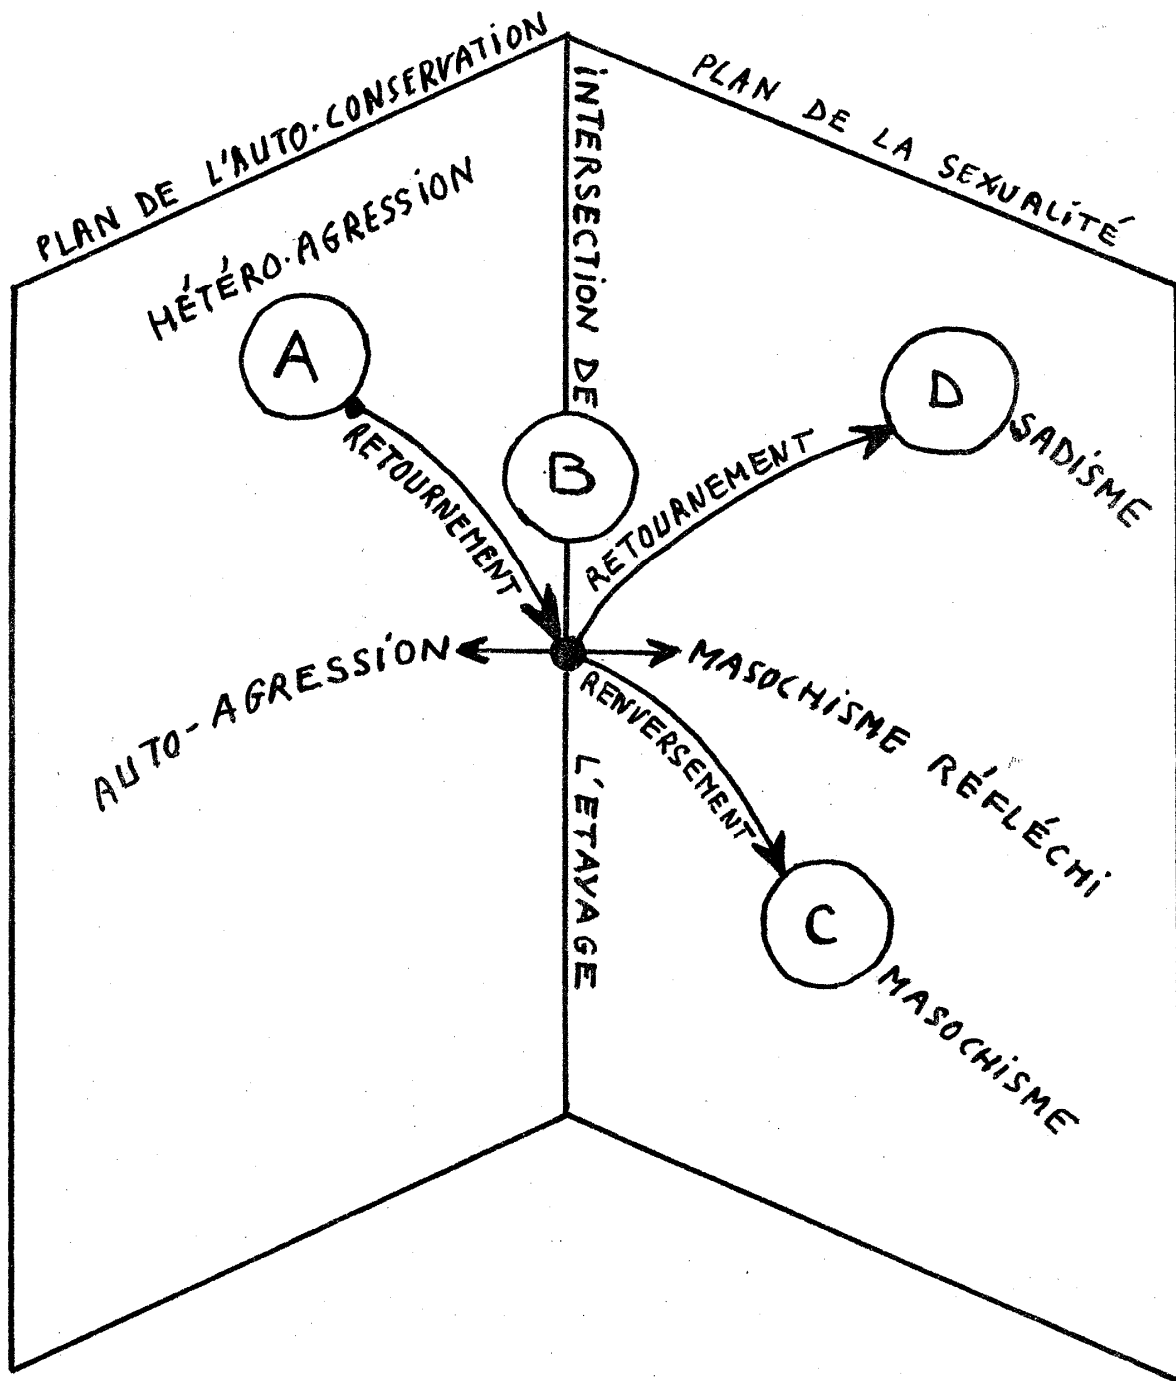 PLAN DE L'AUTO·CONSERVATION
PLAN DE LA SEXUALITÉ
HÉTÉRO·AGRESSION
INTERSECTION DE
A
B
D
SADISME
RETOURNEMENT
RETOURNEMENT
AUTO-AGRESSION
MASOCHISME RÉFLÉCHI
RENVERSEMENT
L'ETAYAGE
C
MASOCHISME